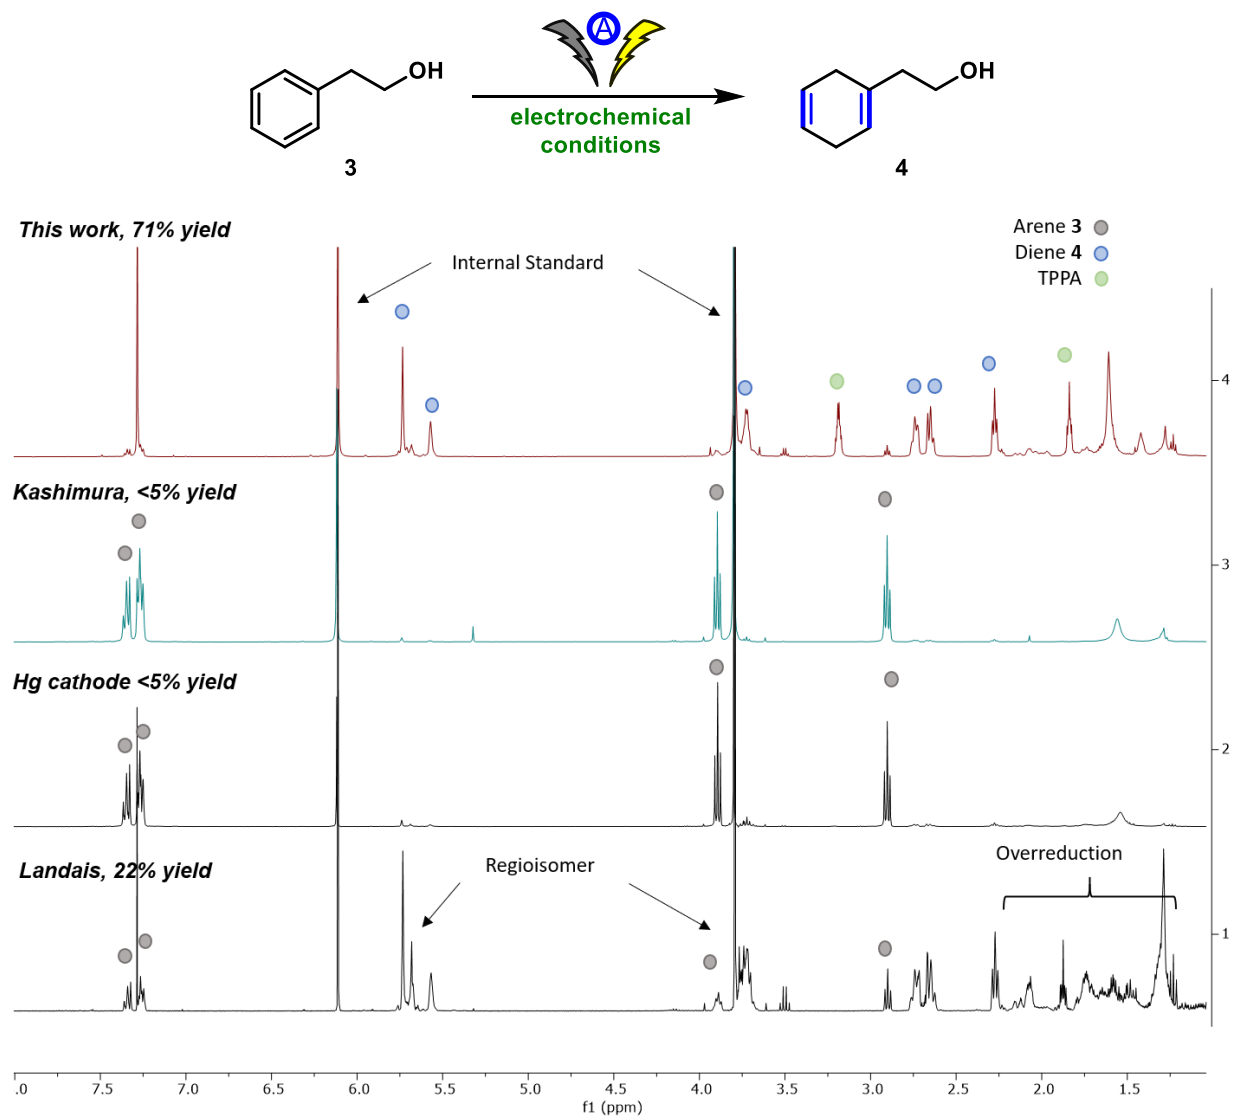 A
OH
OH
electrochemical
conditions
3
4
This work, 71% yield
Arene 3
Diene 4
TPPA
Internal Standard
4
Kashimura, <5% yield
3
Hg cathode <5% yield
2
Landais, 22% yield
Regioisomer
Overreduction
1
.0 7.5 7.0 6.5 6.0 5.5 5.0 4.5 4.0 3.5 3.0 2.5 2.0 1.5
f1 (ppm)